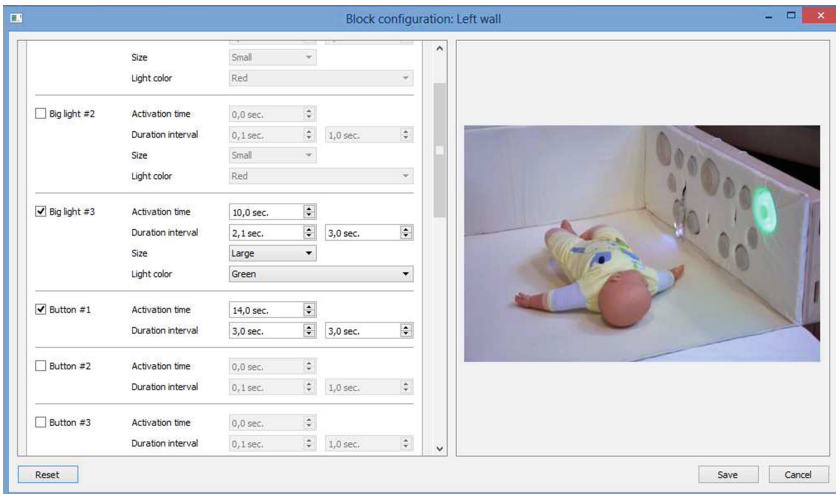 Block configuration: Left wall
Size Small
Light color Red
Big light #2 Activation time 0,0 sec.
Duration interval 0,1 sec. 1,0 sec.
Size Small
Light color Red
Big light #3 Activation time 10,0 sec.
Duration interval 2,1 sec. 3,0 sec.
Size Large
Light color Green
Button #1 Activation time 14,0 sec.
Duration interval 3,0 sec. 3,0 sec.
Button #2 Activation time 0,0 sec.
Duration interval 0,1 sec. 1,0 sec.
Button #3 Activation time 0,0 sec.
Duration interval 0,1 sec. 1,0 sec.
Reset Save Cancel